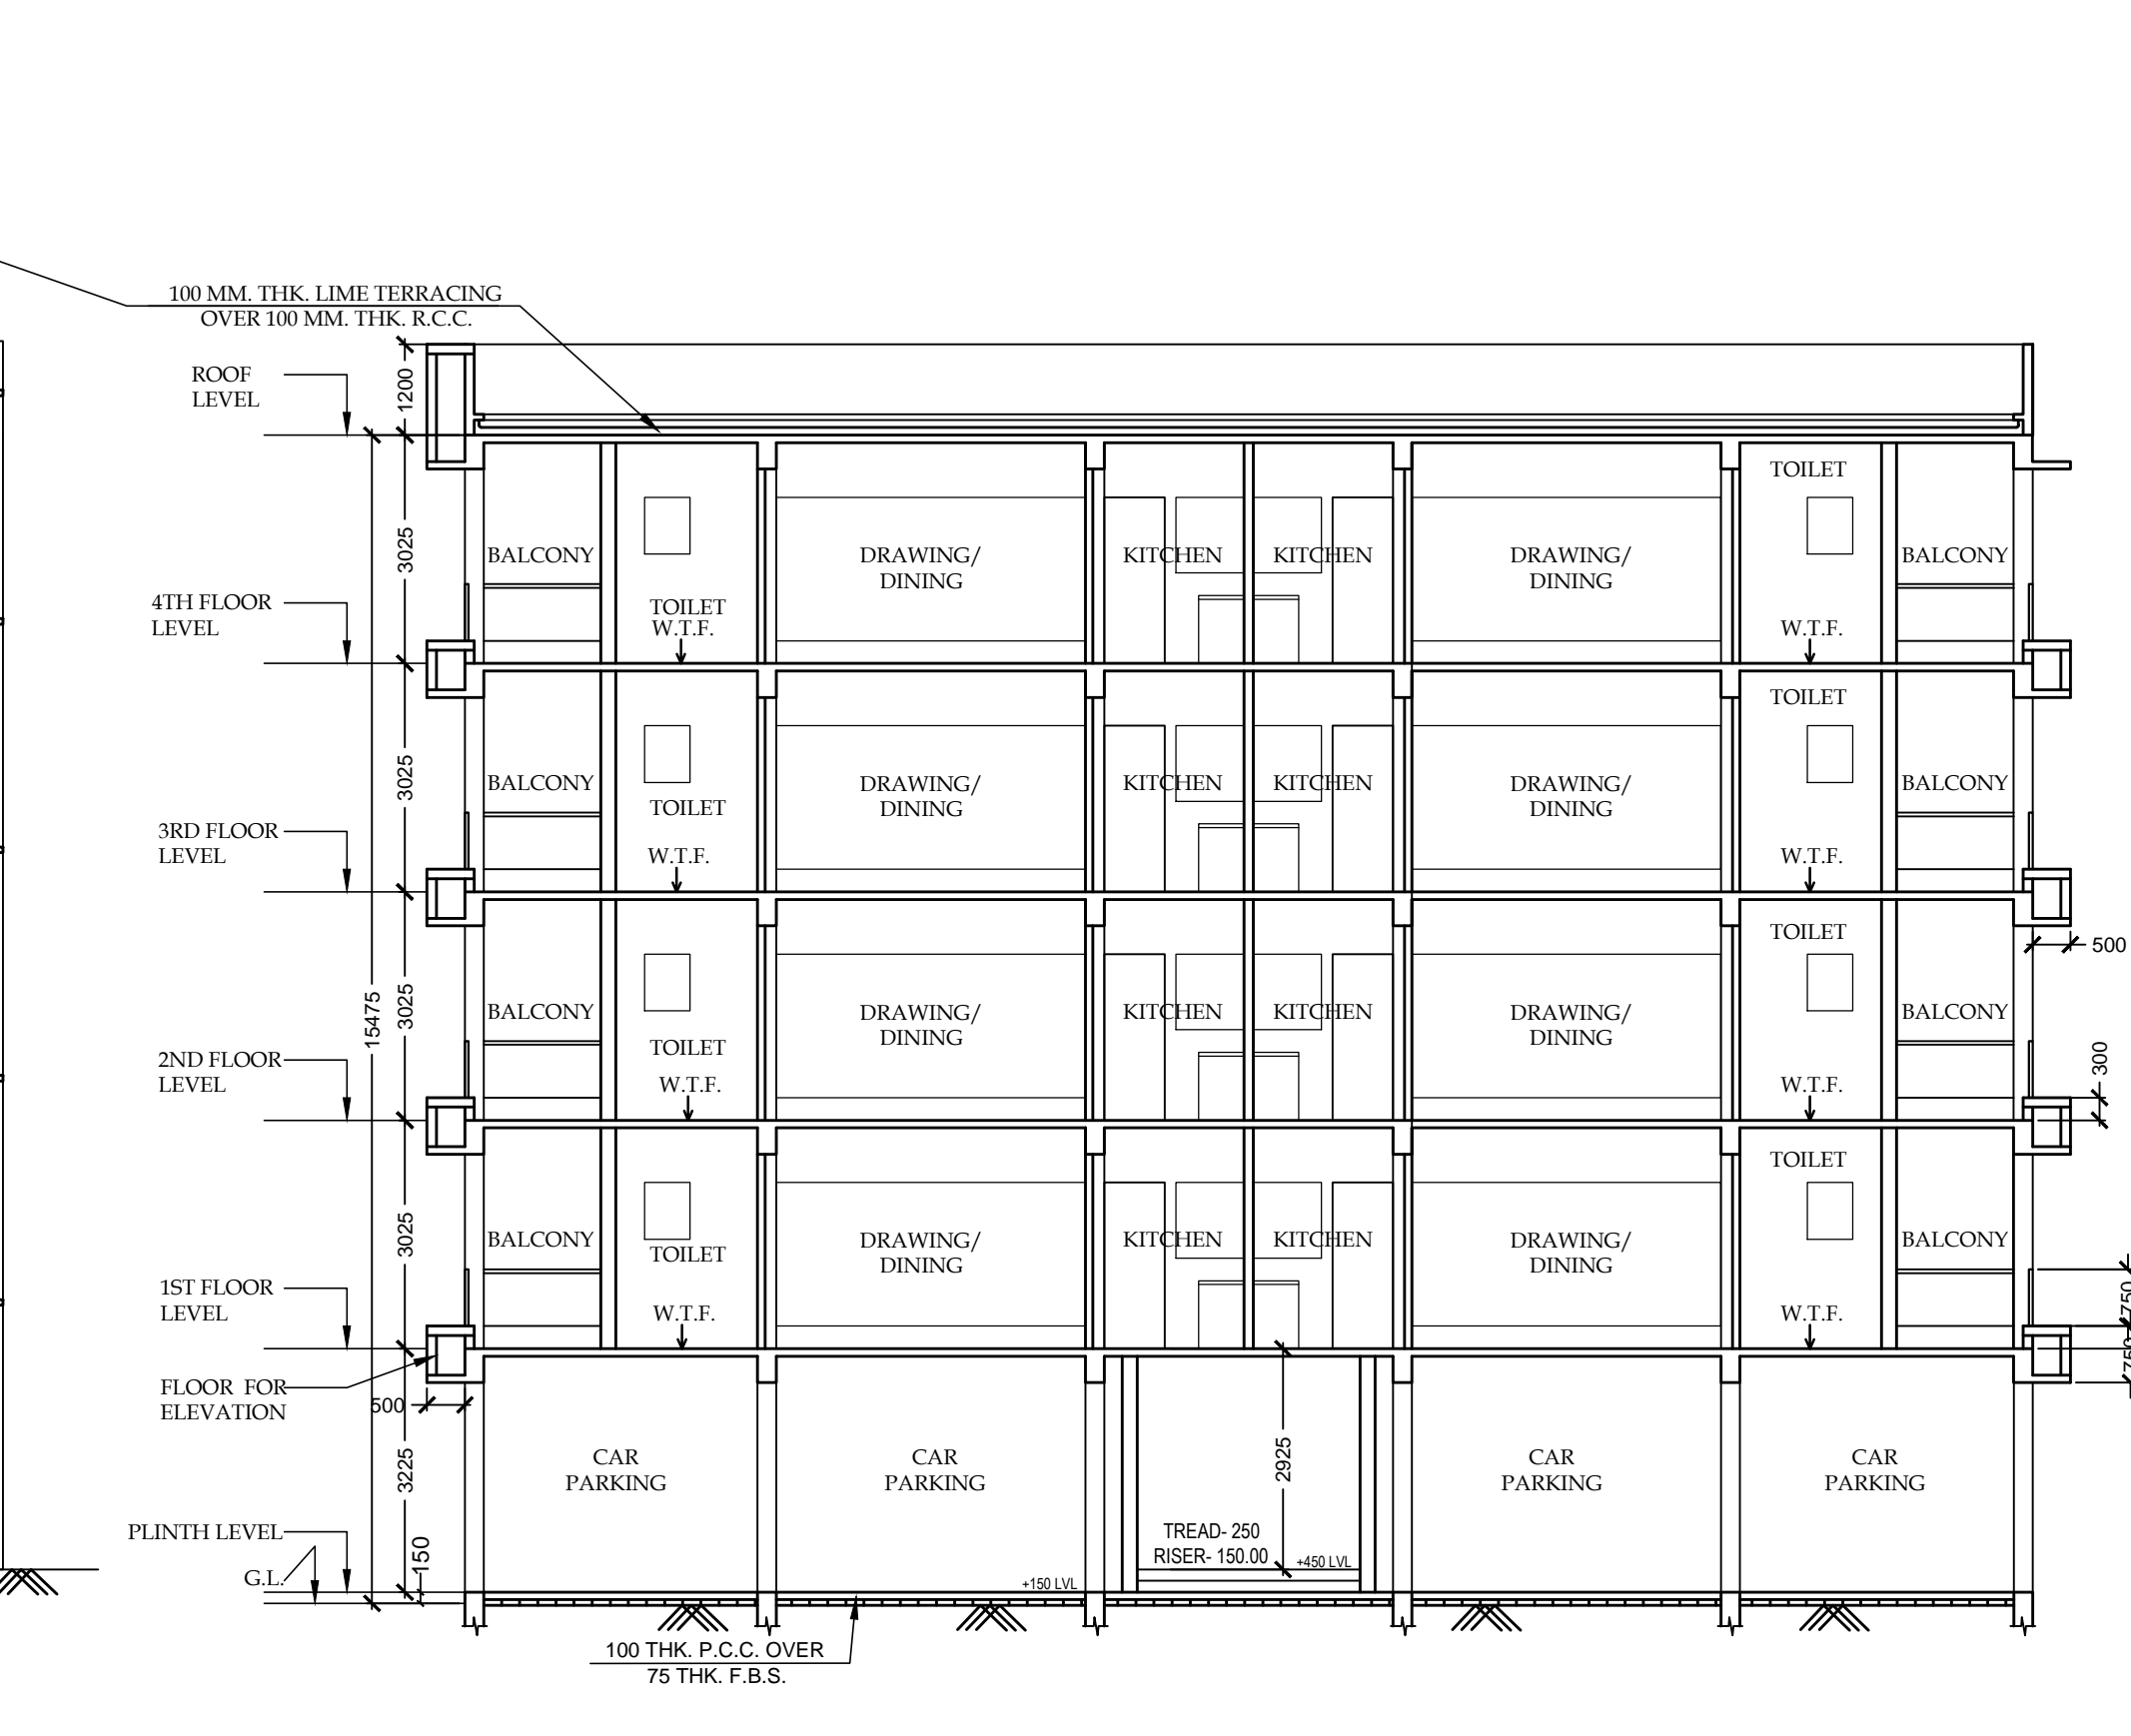 100 MM. THK. LIME TERRACING
OVER 100 MM. THK. R.C.C.
ROOF
LEVEL
1200
TOILET
3025
BALCONY
DRAWING/
DINING
KITCHEN
KITCHEN
DRAWING/
DINING
BALCONY
4TH FLOOR
LEVEL
TOILET
W.T.F.
W.T.F.
TOILET
3025
BALCONY
DRAWING/
DINING
KITCHEN
KITCHEN
DRAWING/
DINING
BALCONY
TOILET
3RD FLOOR
LEVEL
W.T.F.
W.T.F.
TOILET
500
15475
3025
BALCONY
DRAWING/
DINING
KITCHEN
KITCHEN
DRAWING/
DINING
BALCONY
TOILET
300
2ND FLOOR
LEVEL
W.T.F.
W.T.F.
TOILET
3025
BALCONY
DRAWING/
DINING
KITCHEN
KITCHEN
DRAWING/
DINING
BALCONY
TOILET
1ST FLOOR
LEVEL
W.T.F.
W.T.F.
750
750
FLOOR FOR
ELEVATION
500
3225
CAR
PARKING
CAR
PARKING
2925
CAR
PARKING
CAR
PARKING
PLINTH LEVEL
150
TREAD- 250
RISER- 150.00
+450 LVL
G.L.
+150 LVL
100 THK. P.C.C. OVER
75 THK. F.B.S.